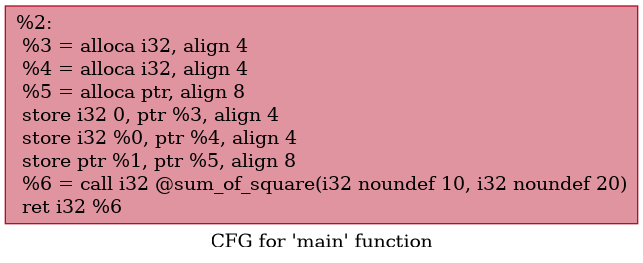 %2:
%3 = alloca i32, align 4
%4 = alloca i32, align 4
%5 = alloca ptr, align 8
store i32 0, ptr %3, align 4
store i32 %0, ptr %4, align 4
store ptr %1, ptr %5, align 8
%6 = call i32 @sum_of_square(i32 noundef 10, i32 noundef 20)
ret i32 %6
CFG for 'main' function